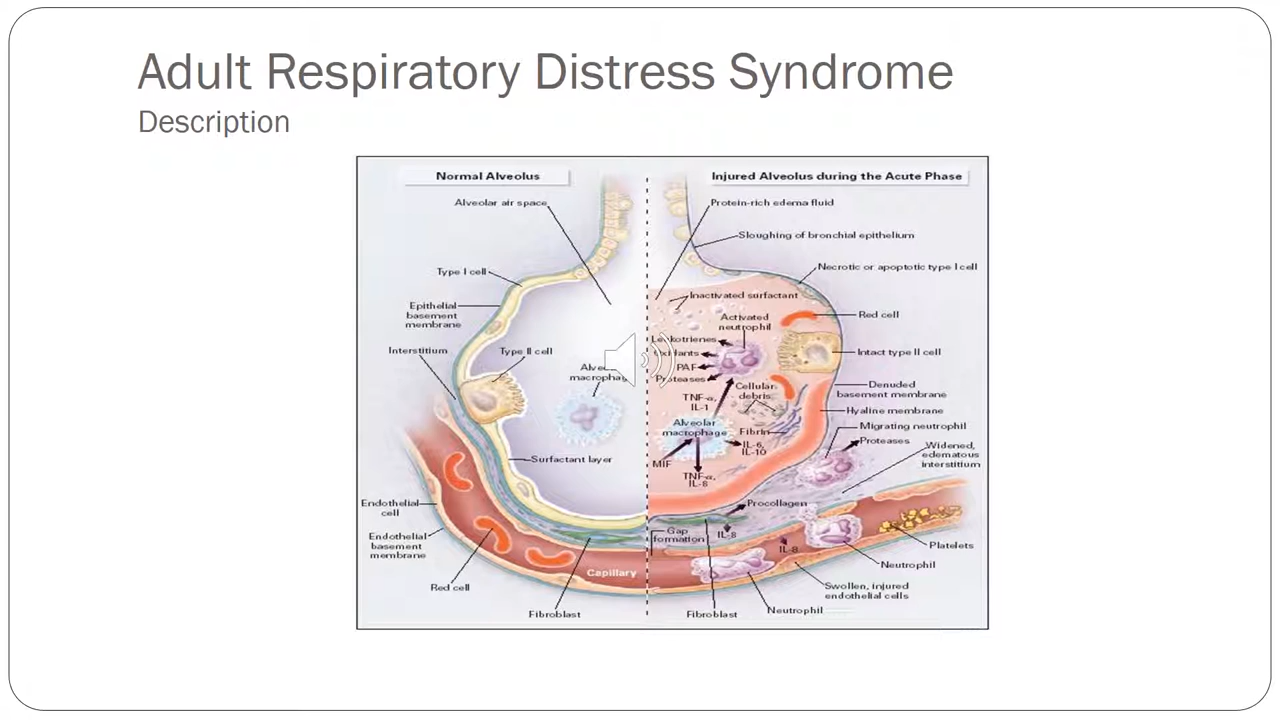 Adult Respiratory Distress Syndrome
Description
Normal Alveolus
Alveolar air space
Type I cell
Epithelial
basement
membrane
Interstitium
Type II cell
macrophag
Surfactant layer
Endothelial
cell
Endothelial
basement
membrane
Red cell
Capillary
Fibroblast
Injured Alveolus during the Acute Phase
Protein-rich edema fluid
Sloughing of bronchial epithelium
Necrotic or apoptotic type I cell
Inactivated surfactant
Activated
neutrophil
Red cell
Leukotrienes
Oxidants
PAF
Proteases
Intact type II cell
Cellular
debris
TNF-α,
IL-1
Denuded
basement membrane
Hyaline membrane
Alveolar
macrophage
Fibrin
Migrating neutrophil
Proteases
IL-6,
IL-10
Widened,
edematous
interstitium
MIF
TNF-α,
IL-8
Procollagen
Gap
formation
IL-8
IL-8
Platelets
Neutrophil
Swollen, injured
endothelial cells
Fibroblast
Neutrophil